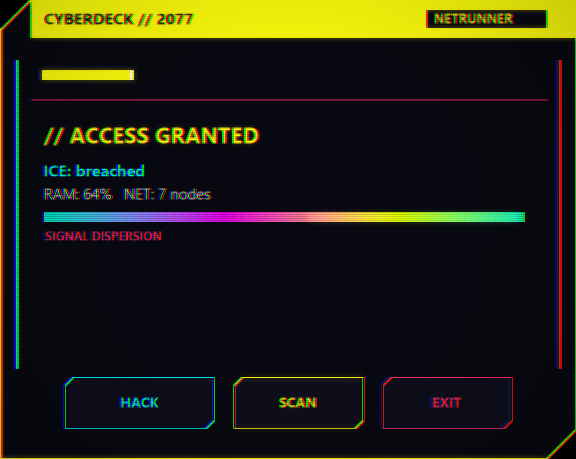 CYBERDECK // 2077
NETRUNNER
// ACCESS GRANTED
ICE: breached
RAM: 64% NET: 7 nodes
SIGNAL DISPERSION
HACK
SCAN
EXIT